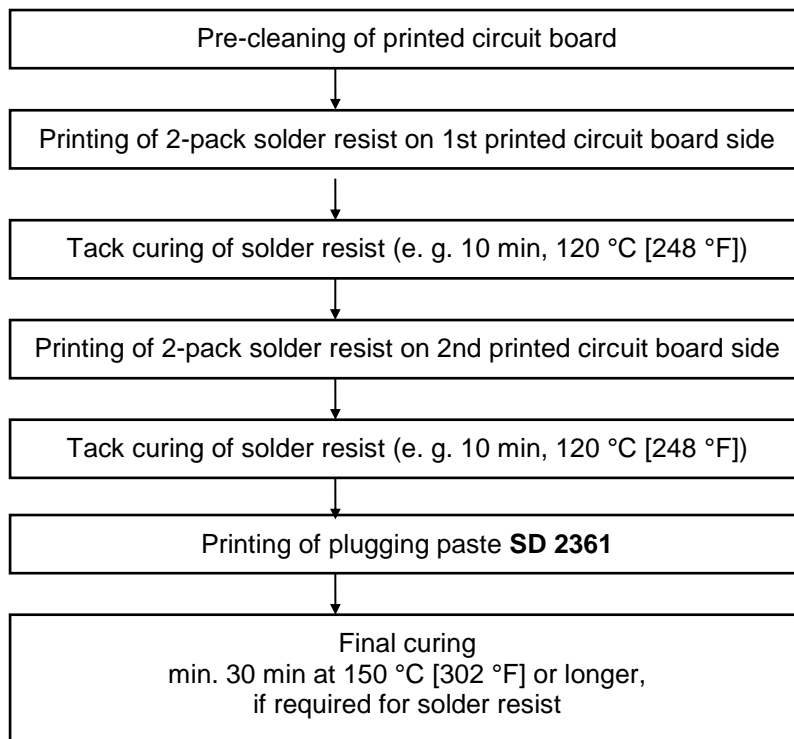 Pre-cleaning of printed circuit board
Printing of 2-pack solder resist on 1st printed circuit board side
Tack curing of solder resist (e. g. 10 min, 120 °C [248 °F])
Printing of 2-pack solder resist on 2nd printed circuit board side
Tack curing of solder resist (e. g. 10 min, 120 °C [248 °F])
Printing of plugging paste SD 2361
Final curing
min. 30 min at 150 °C [302 °F] or longer,
if required for solder resist